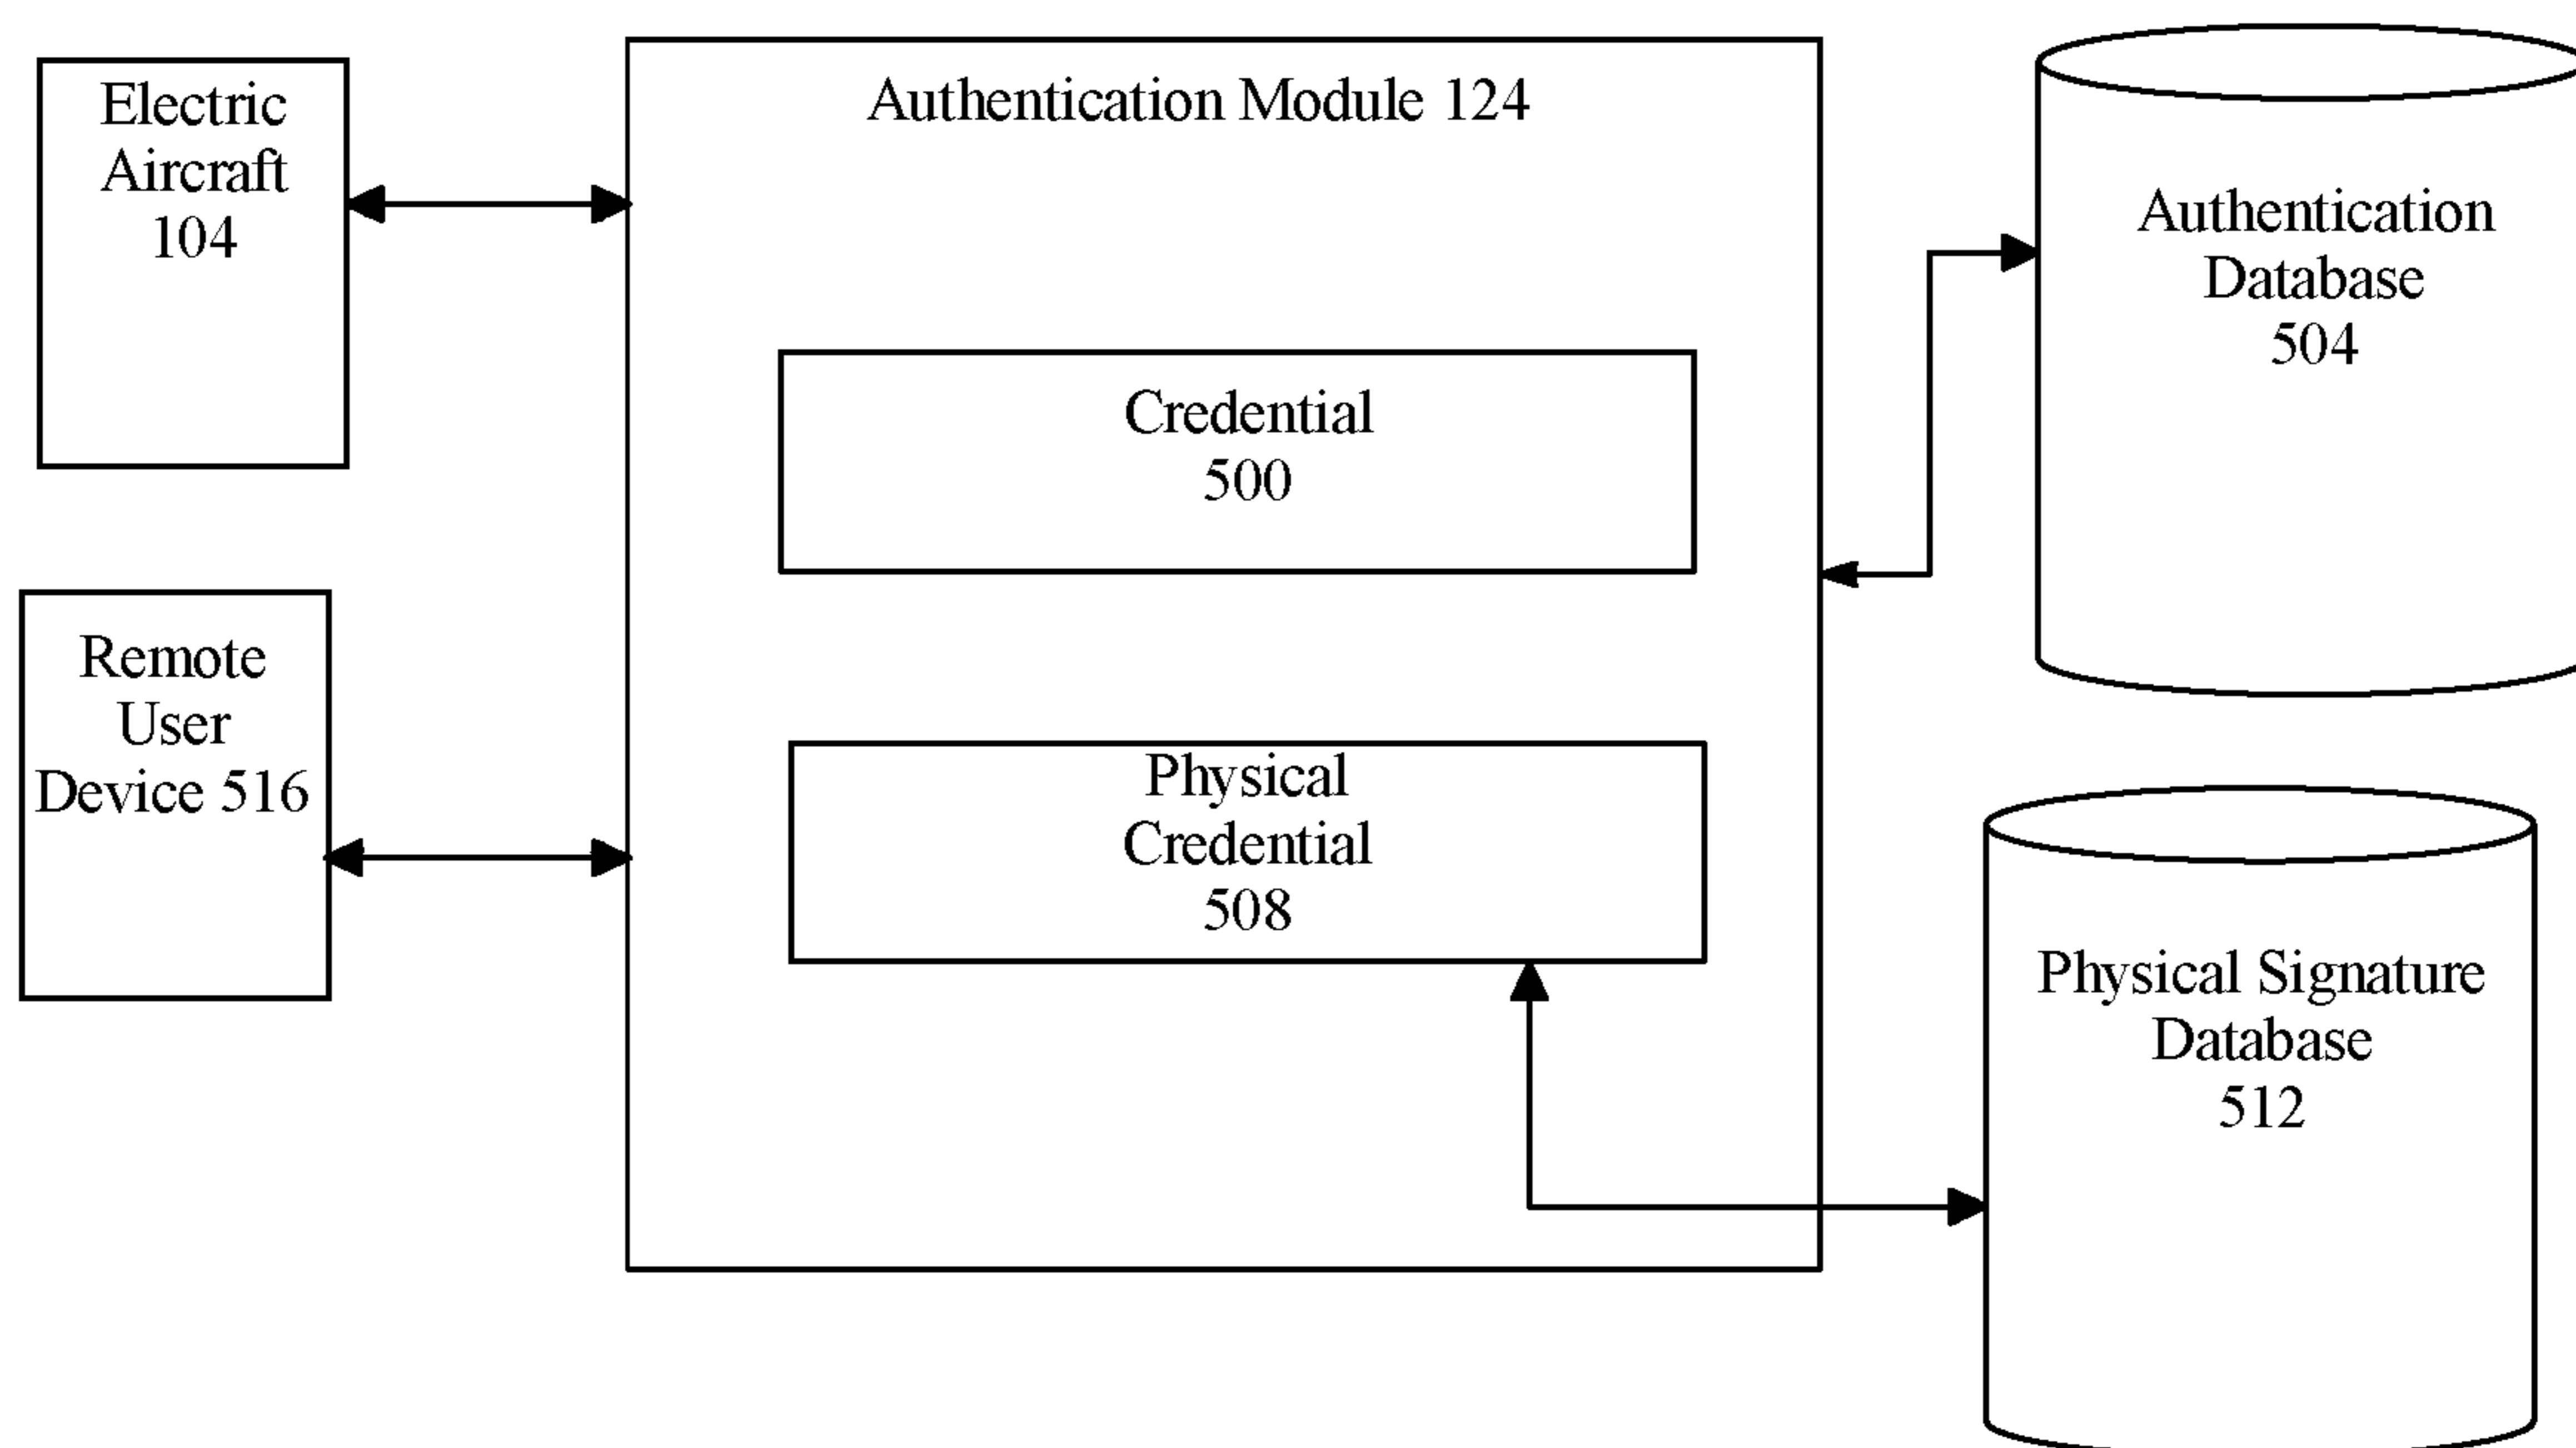 Electric
Aircraft
104
Authentication Module 124
Authentication
Database
504
Credential
500
Remote
User
Device 516
Physical
Credential
508
Physical Signature
Database
512